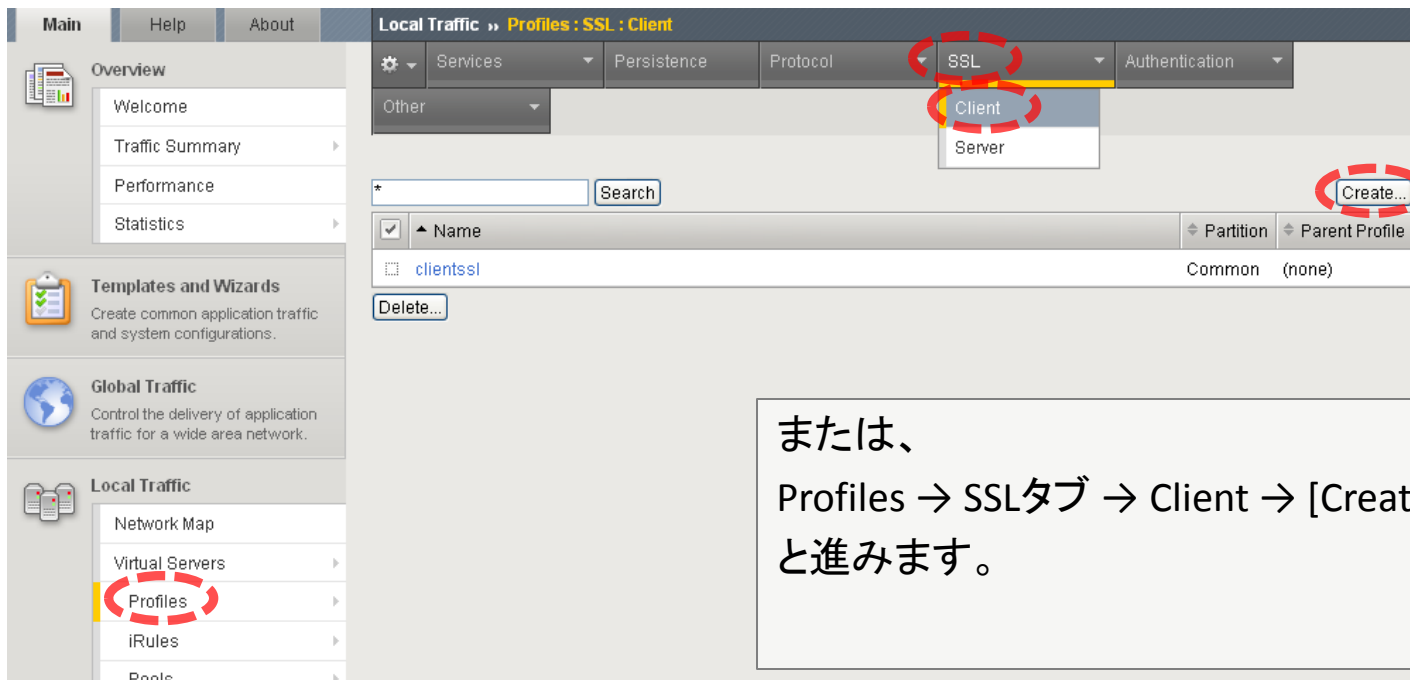 Main Help About
Local Traffic ›› Profiles : SSL : Client
Services Persistence Protocol SSL Authentication
Other
Client
Server
Overview
Welcome
Traffic Summary
Performance
Statistics
* Search Create...
Name Partition Parent Profile
clientssl Common (none)
Delete...
Templates and Wizards
Create common application traffic
and system configurations.
Global Traffic
Control the delivery of application
traffic for a wide area network.
Local Traffic
Network Map
Virtual Servers
Profiles
iRules
Pools
または、
Profiles → SSLタブ → Client → [Creat
と進みます。